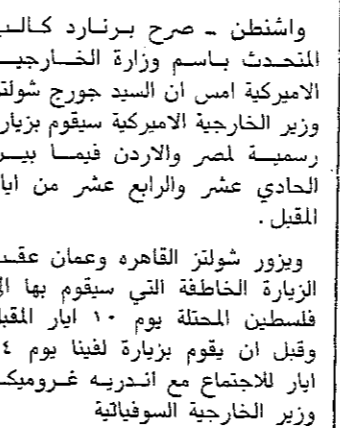 واشنطن ـ صرح برنارد كالب
المتحدث باسم وزارة الخارجية
الاميركية امس ان السيد جورج شولتز
وزير الخارجية الاميركية سيقوم بزيارة
رسمية لمصر والاردن فيما بين
الحادي عشر والرابع عشر من ايار
المقبل .
ويزور شولتز القاهره وعمان عقب
الزيارة الخاطفة التي سيقوم بها الى
فلسطين المحتلة يوم ١٠ ايار المقبل
وقبل ان يقوم بزيارة لفينا يوم ٤
ايار للاجتماع مع اندريه غروميكو
وزير الخارجية السوفياتية